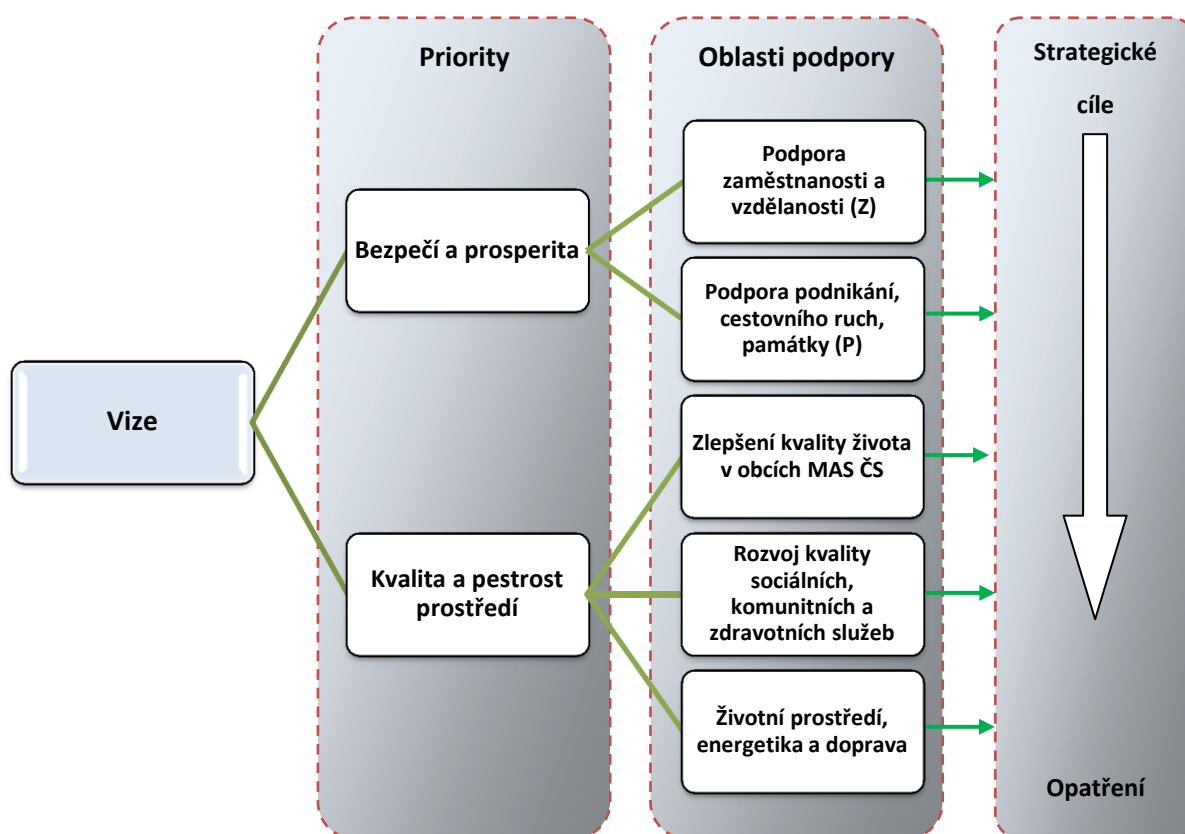 Priority
Oblasti podpory
Strategické
cíle
Podpora
zaměstnanosti a
vzdělanosti (Z)
Bezpečí a prosperita
Podpora podnikání,
cestovního ruch,
památky (P)
Vize
Zlepšení kvality života
v obcích MAS ČS
Kvalita a pestrost
prostředí
Rozvoj kvality
sociálních,
komunitních a
zdravotních služeb
Životní prostředí,
energetika a doprava
Opatření